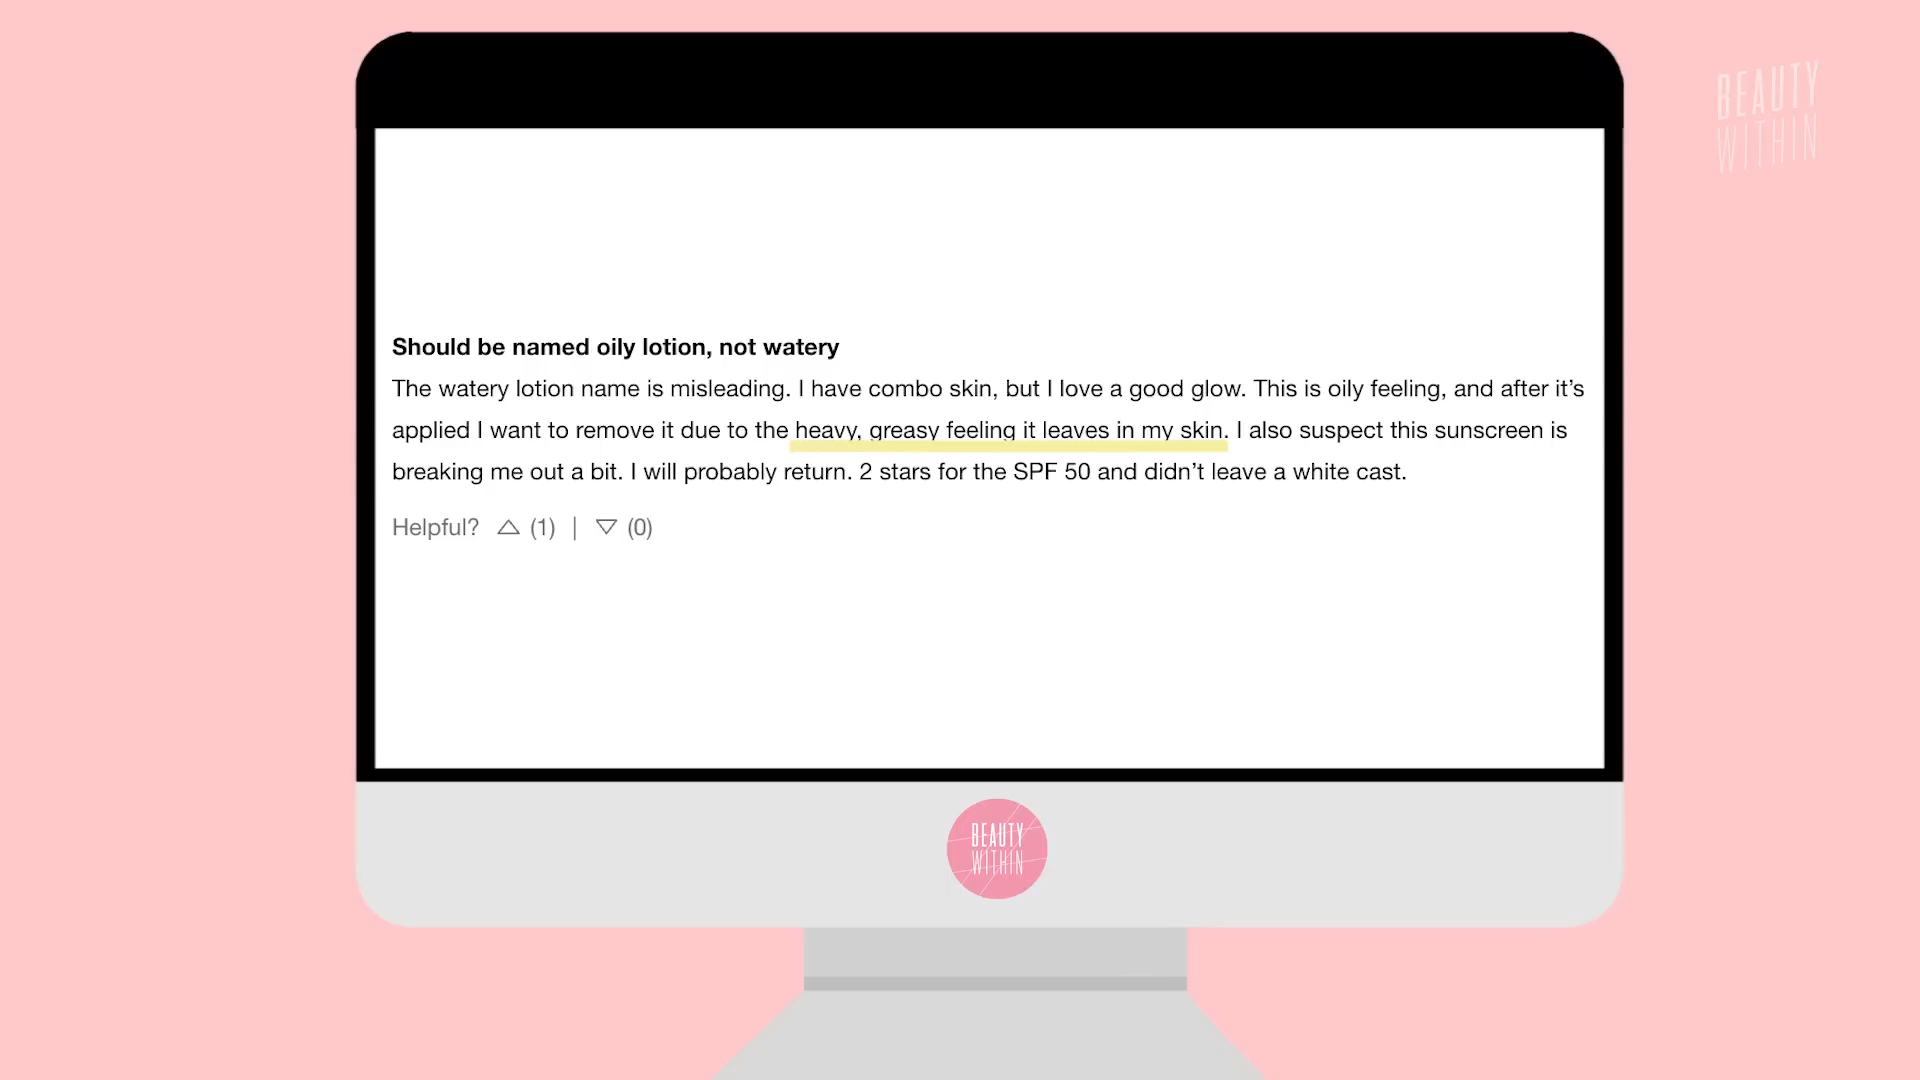 BEAUTY
WITHIN
Should be named oily lotion, not watery
The watery lotion name is misleading. I have combo skin, but I love a good glow. This is oily feeling, and after it’s
applied I want to remove it due to the heavy, greasy feeling it leaves in my skin. I also suspect this sunscreen is
breaking me out a bit. I will probably return. 2 stars for the SPF 50 and didn’t leave a white cast.
Helpful? △ (1) | ▽ (0)
BEAUTY
WITHIN